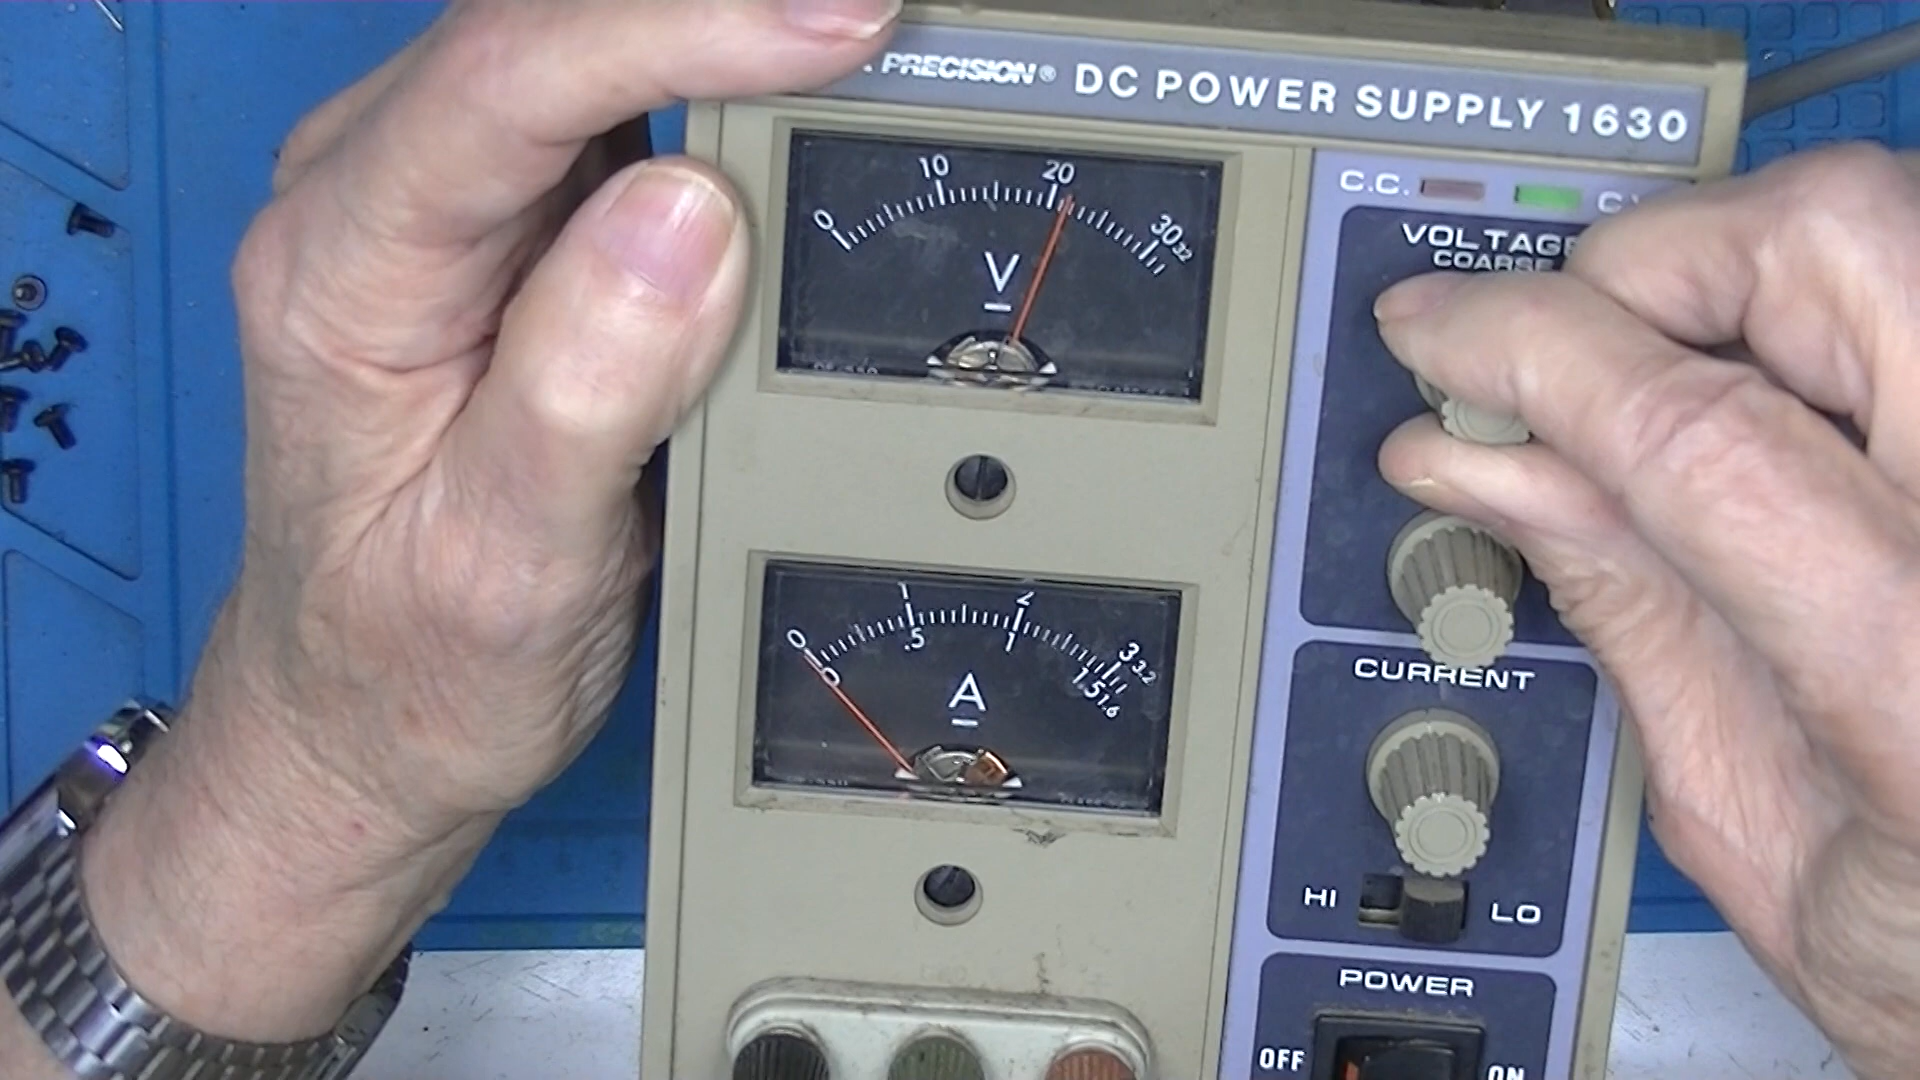 PRECISION® DC POWER SUPPLY 1630
C.C.
VOLTAGE
COARSE
0 10 20 30 32
V
0 1 2 3 3.2
0 .5 1 1.5 1.6
A
CURRENT
HI LO
POWER
OFF ON